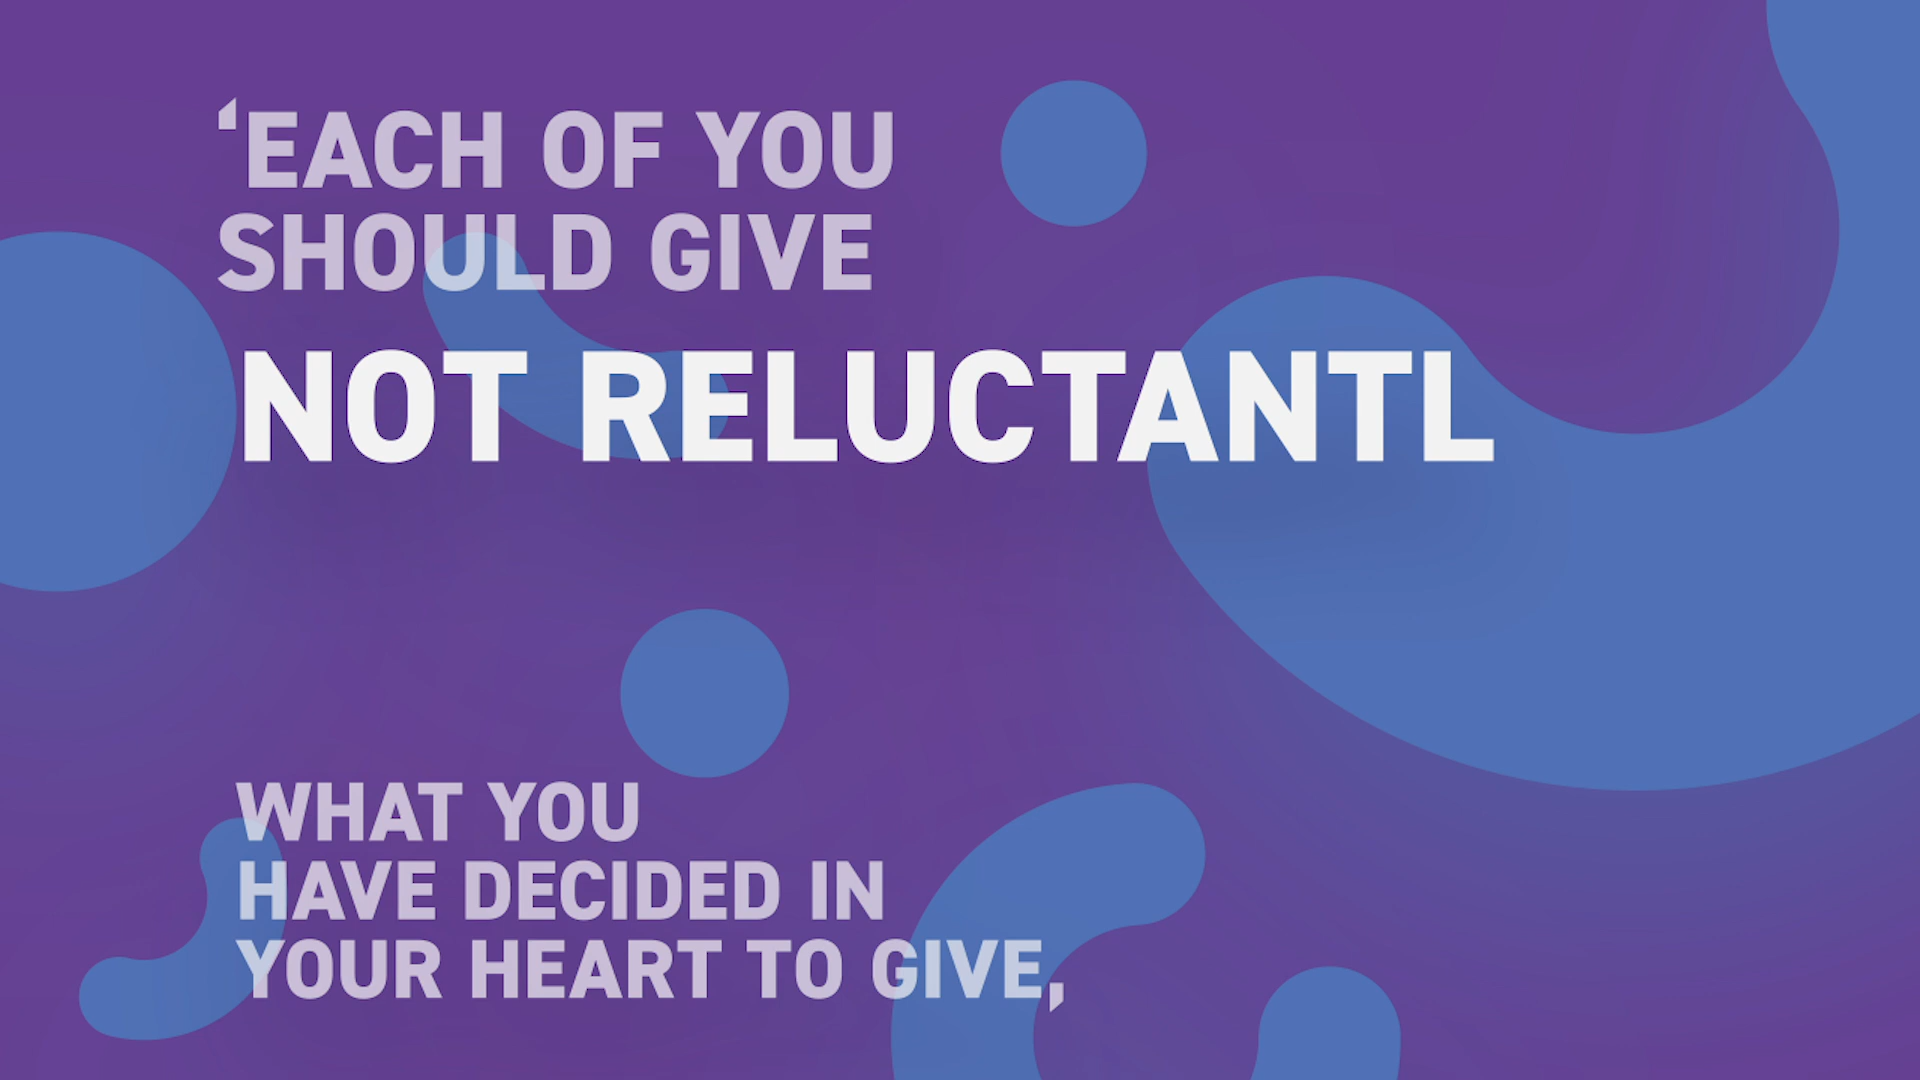 ‘EACH OF YOU
SHOULD GIVE
NOT RELUCTANTL
WHAT YOU
HAVE DECIDED IN
YOUR HEART TO GIVE,